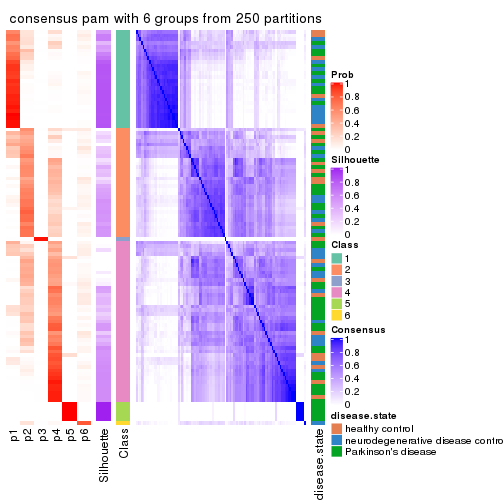 consensus pam with 6 groups from 250 partitions
Prob
1
0.8
0.6
0.4
0.2
0
Silhouette
1
0.8
0.6
0.4
0.2
0
Class
1
2
3
4
5
6
Consensus
1
0.8
0.6
0.4
0.2
0
disease.state
healthy control
neurodegenerative disease contro
Parkinson's disease
p1
p2
p3
p4
p5
p6
Silhouette
Class
disease.state